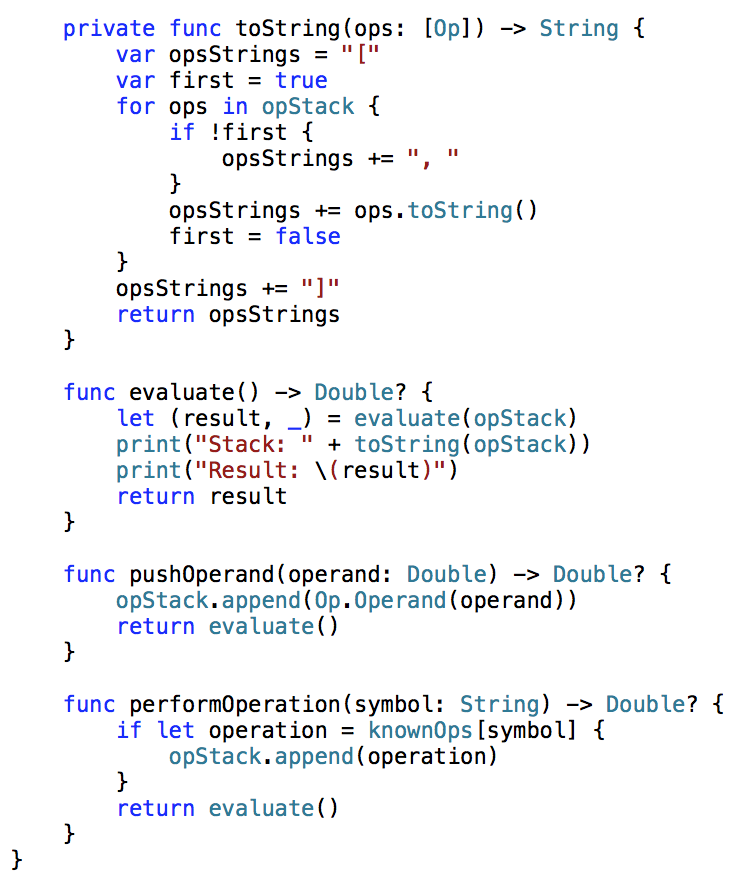 private func toString(ops: [Op]) -> String {
        var opsStrings = "["
        var first = true
        for ops in opStack {
            if !first {
                opsStrings += ", "
            }
            opsStrings += ops.toString()
            first = false
        }
        opsStrings += "]"
        return opsStrings
    }

    func evaluate() -> Double? {
        let (result, _) = evaluate(opStack)
        print("Stack: " + toString(opStack))
        print("Result: \(result)")
        return result
    }

    func pushOperand(operand: Double) -> Double? {
        opStack.append(Op.Operand(operand))
        return evaluate()
    }

    func performOperation(symbol: String) -> Double? {
        if let operation = knownOps[symbol] {
            opStack.append(operation)
        }
        return evaluate()
    }
}